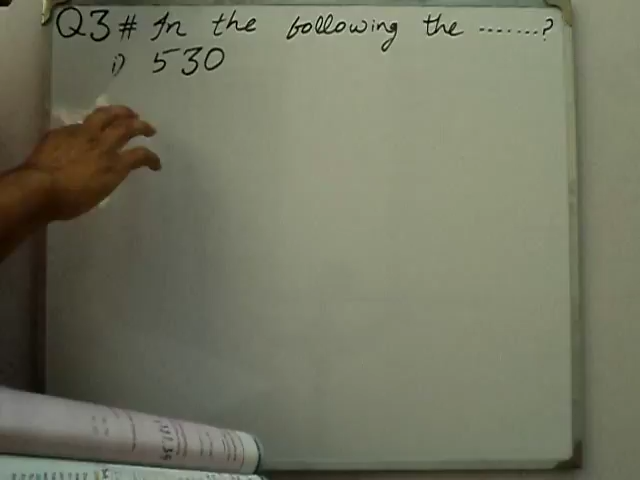 Q3# In the following the .......?
i) 530